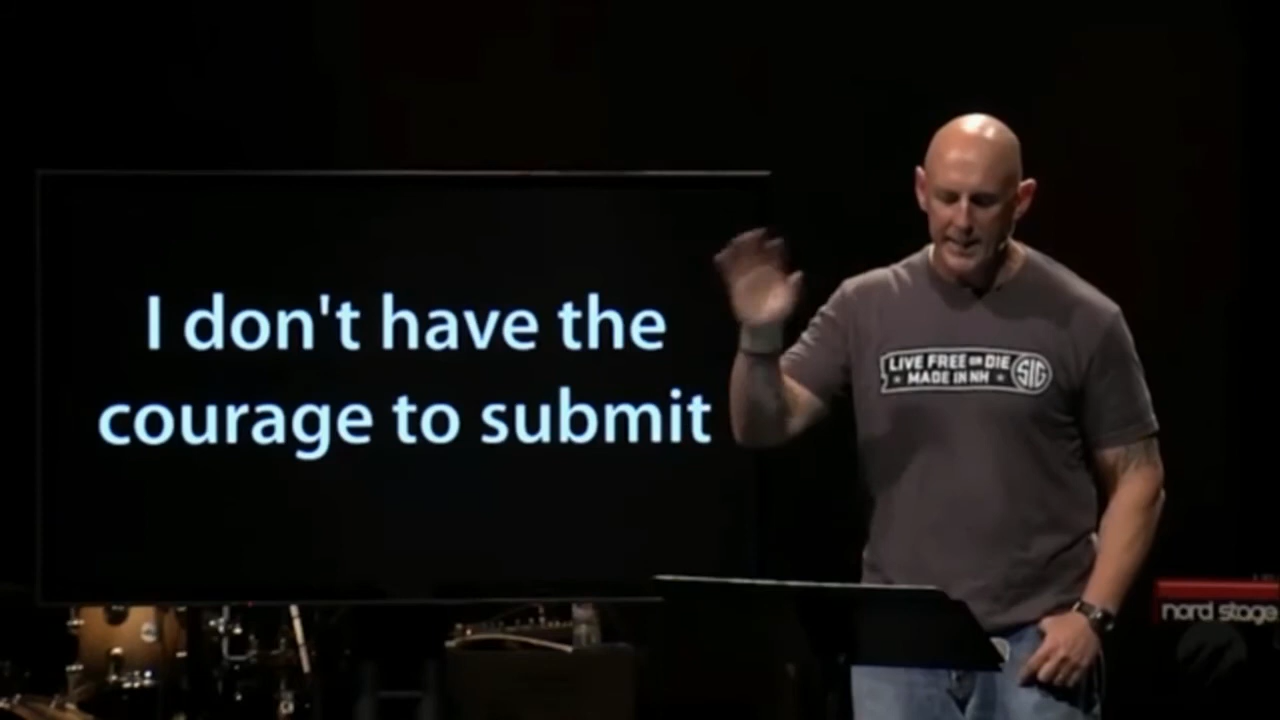 I don't have the
courage to submit
LIVE FREE OR DIE
MADE IN NH
SIG
nord stage